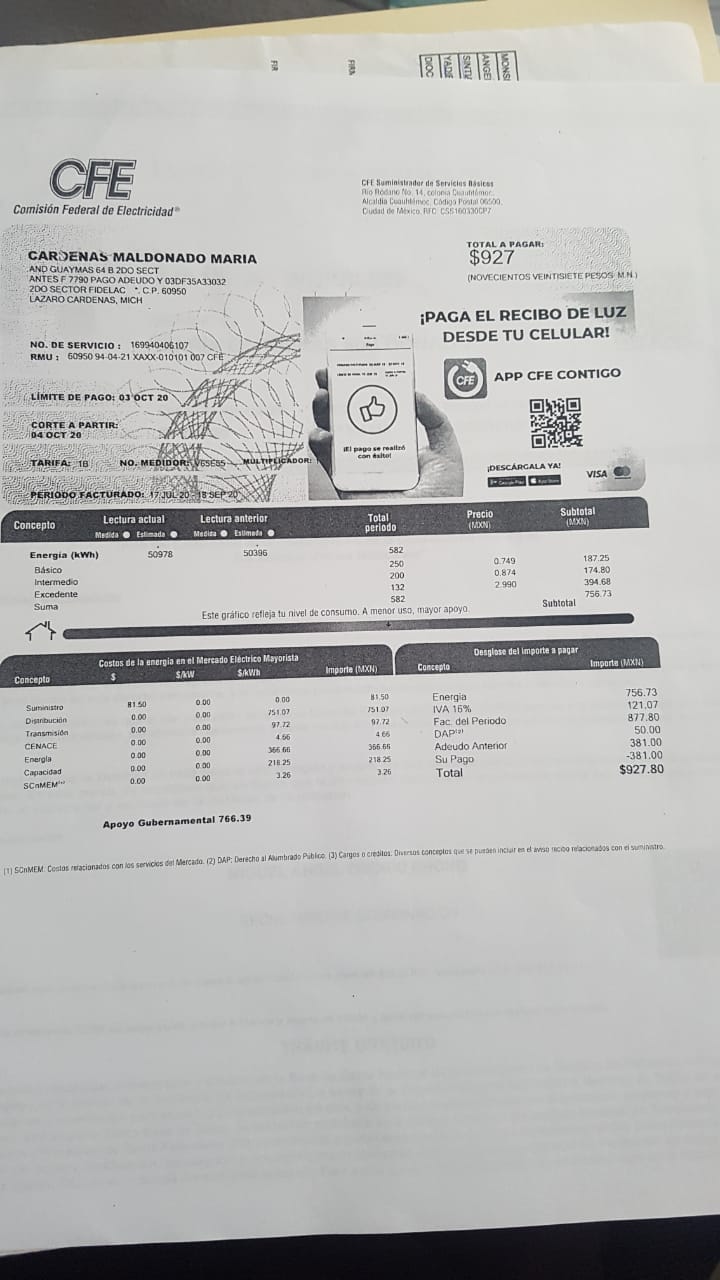 MONSI
ANGEL
SINTI
YADE
DIOC
CFE
Comisión Federal de Electricidad®
CFE Suministrador de Servicios Básicos
Río Ródano No. 14, colonia Cuauhtémoc,
Alcaldía Cuauhtémoc, Código Postal 06500,
Ciudad de México. RFC: CSS160330CP7
CARDENAS MALDONADO MARIA
AND GUAYMAS 64 B 2DO SECT
ANTES F 7790 PAGO ADEUDO Y 03DF35A33032
2DO SECTOR FIDELAC *. C.P. 60950
LAZARO CARDENAS, MICH
TOTAL A PAGAR:
$927
(NOVECIENTOS VEINTISIETE PESOS M.N.)
NO. DE SERVICIO : 169940406107
RMU : 60950 94-04-21 XAXX-010101 007 CFE
LÍMITE DE PAGO: 03 OCT 20
CORTE A PARTIR:
04 OCT 20
TARIFA: 1B NO. MEDIDOR: MULTIPLICADOR:
PERIODO FACTURADO: 17 JUL 20 - 18 SEP 20
¡El pago se realizó
con éxito!
¡PAGA EL RECIBO DE LUZ
DESDE TU CELULAR!
CFE
APP CFE CONTIGO
¡DESCÁRGALA YA!
Google Play App Store
VISA
Concepto Lectura actual Lectura anterior Total periodo Precio (MXN) Subtotal (MXN)
Medida Estimada Medida Estimada
Energía (kWh) 50978 50396 582
Básico 250 0.749 187.25
Intermedio 200 0.874 174.80
Excedente 132 2.990 394.68
Suma 582 Subtotal 756.73
Este gráfico refleja tu nivel de consumo. A menor uso, mayor apoyo.
Costos de la energía en el Mercado Eléctrico Mayorista
Concepto $ $/kW $/kWh Importe (MXN)
Suministro 81.50 0.00 0.00 81.50
Distribución 0.00 0.00 751.07 751.07
Transmisión 0.00 0.00 97.72 97.72
CENACE 0.00 0.00 4.66 4.66
Energía 0.00 0.00 366.66 366.66
Capacidad 0.00 0.00 218.25 218.25
SCnMEM⁽¹⁾ 0.00 0.00 3.26 3.26
Desglose del importe a pagar
Concepto Importe (MXN)
Energía 756.73
IVA 16% 121.07
Fac. del Periodo 877.80
DAP⁽²⁾ 50.00
Adeudo Anterior 381.00
Su Pago -381.00
Total $927.80
Apoyo Gubernamental 766.39
(1) SCnMEM: Costos relacionados con los servicios del Mercado. (2) DAP: Derecho al Alumbrado Público. (3) Cargos o créditos: Diversos conceptos que se pueden incluir en el aviso recibo relacionados con el suministro.